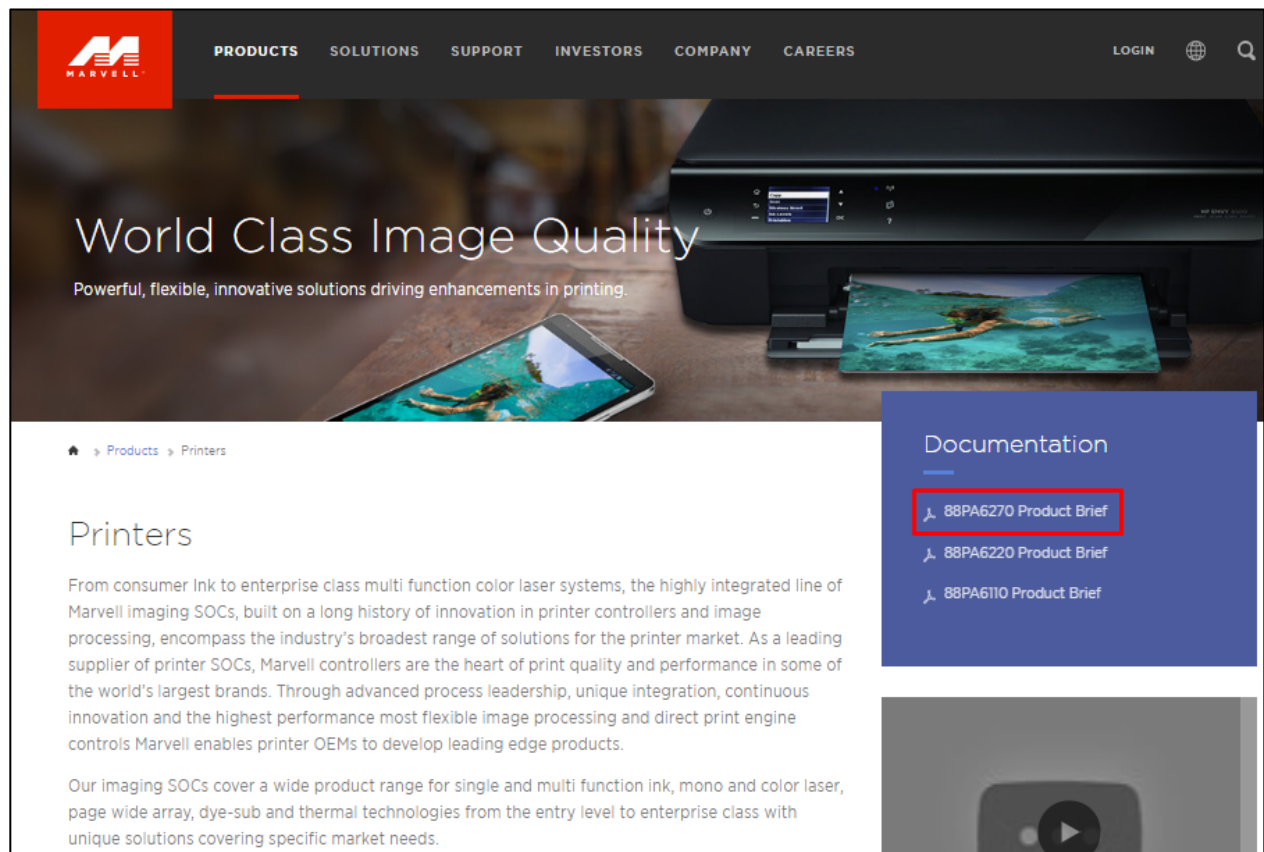 MARVELL
PRODUCTS SOLUTIONS SUPPORT INVESTORS COMPANY CAREERS LOGIN
World Class Image Quality
Powerful, flexible, innovative solutions driving enhancements in printing.
Products Printers
Printers
From consumer Ink to enterprise class multi function color laser systems, the highly integrated line of
Marvell imaging SOCs, built on a long history of innovation in printer controllers and image
processing, encompass the industry's broadest range of solutions for the printer market. As a leading
supplier of printer SOCs, Marvell controllers are the heart of print quality and performance in some of
the world's largest brands. Through advanced process leadership, unique integration, continuous
innovation and the highest performance most flexible image processing and direct print engine
controls Marvell enables printer OEMs to develop leading edge products.
Our imaging SOCs cover a wide product range for single and multi function ink, mono and color laser,
page wide array, dye-sub and thermal technologies from the entry level to enterprise class with
unique solutions covering specific market needs.
Documentation
88PA6270 Product Brief
88PA6220 Product Brief
88PA6110 Product Brief